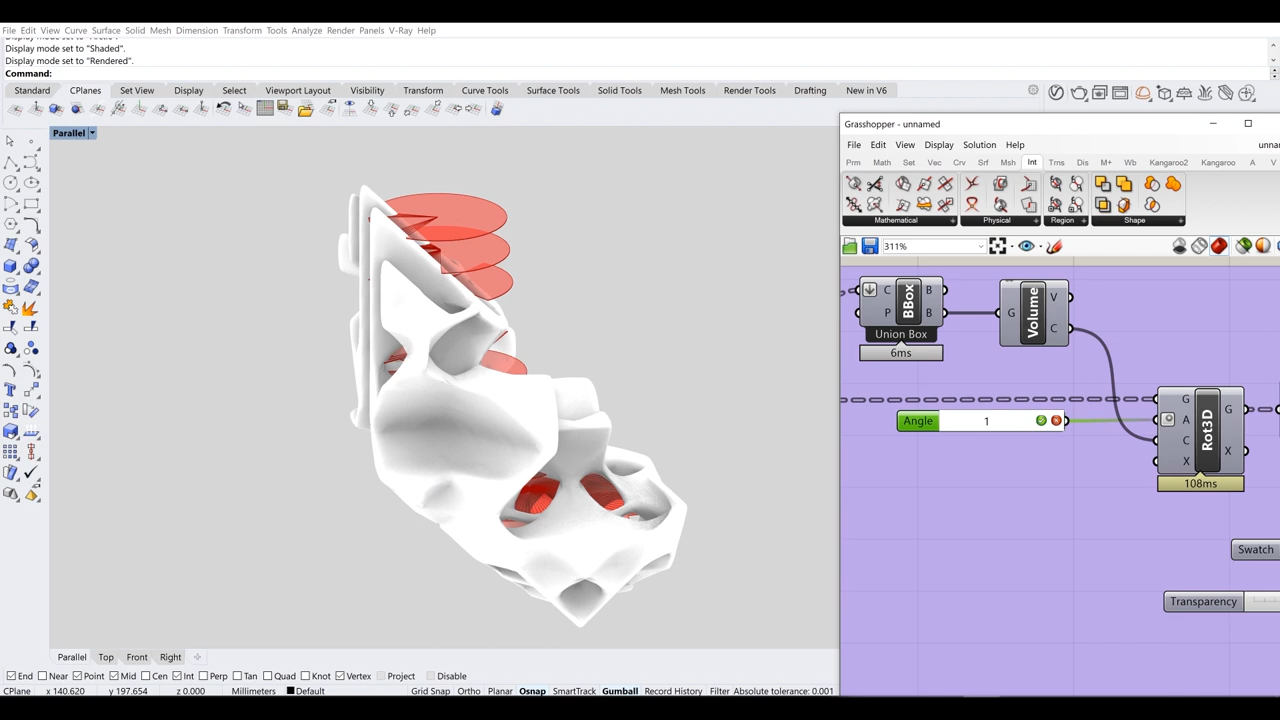 File Edit View Curve Surface Solid Mesh Dimension Transform Tools Analyze Render Panels V-Ray Help
Display mode set to "Shaded".
Display mode set to "Rendered".
Command:
Standard CPlanes Set View Display Select Viewport Layout Visibility Transform Curve Tools Surface Tools Solid Tools Mesh Tools Render Tools Drafting New in V6
Parallel
Grasshopper - unnamed
File Edit View Display Solution Help
Prm Math Set Vec Crv Srf Msh Int Trns Dis M+ Wb Kangaroo2 Kangaroo A V
Mathematical Physical Region Shape
311%
C B
P B
BBox
Union Box
6ms
G
Volume
V
C
Angle 1
G
A
C
X
Rot3D
G
X
108ms
Swatch
Transparency
Parallel Top Front Right
End Near Point Mid Cen Int Perp Tan Quad Knot Vertex Project Disable
CPlane x 140.620 y 197.654 z 0.000 Millimeters Default Grid Snap Ortho Planar Osnap SmartTrack Gumball Record History Filter Absolute tolerance: 0.001